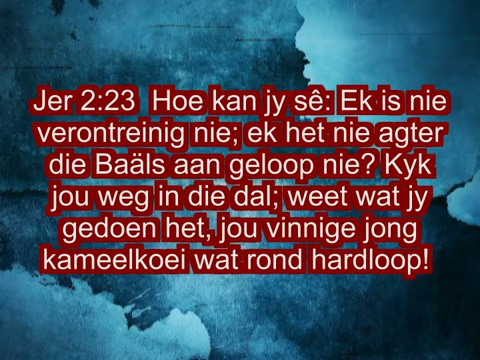 Jer 2:23  Hoe kan jy sê: Ek is nie
verontreinig nie; ek het nie agter
die Baäls aan geloop nie? Kyk
jou weg in die dal; weet wat jy
gedoen het, jou vinnige jong
kameelkoei wat rond hardloop!